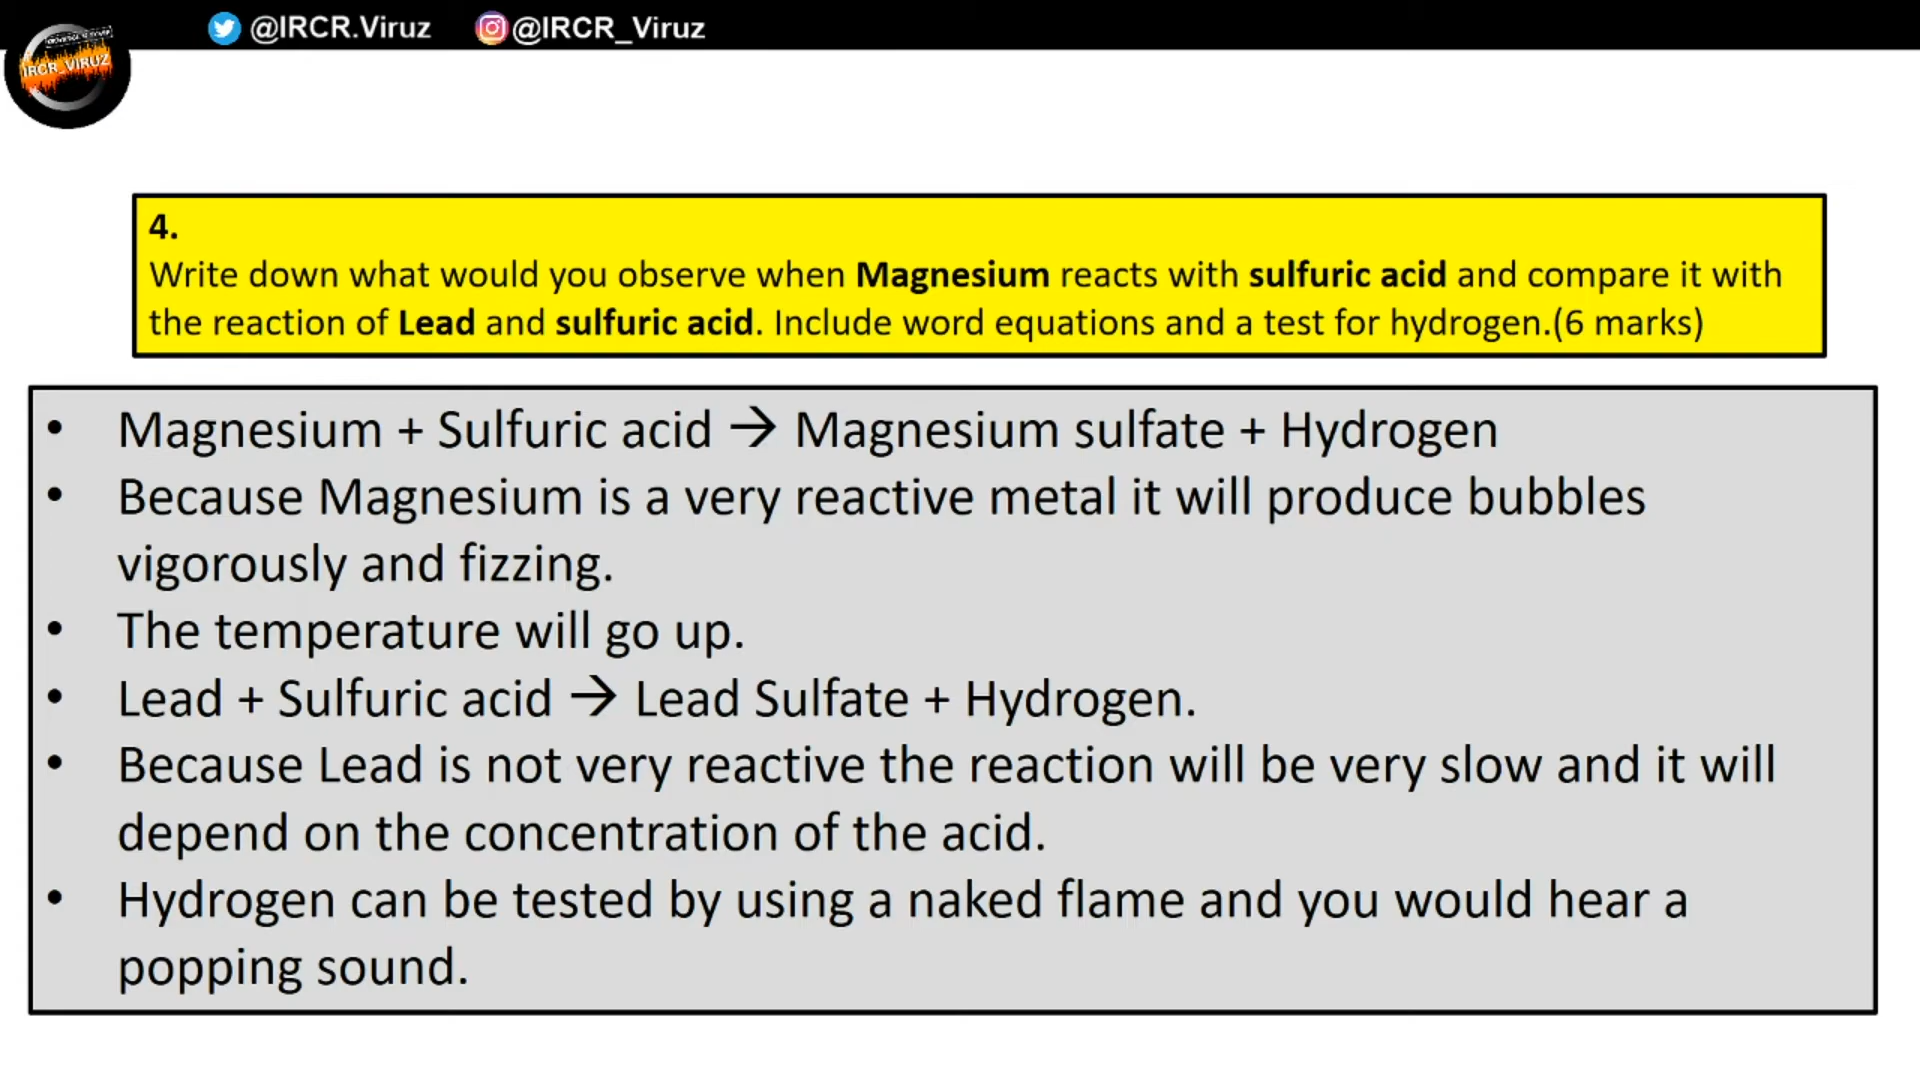 @IRCR.Viruz @IRCR_Viruz
IRCR_VIRUZ
4.
Write down what would you observe when Magnesium reacts with sulfuric acid and compare it with
the reaction of Lead and sulfuric acid. Include word equations and a test for hydrogen.(6 marks)
• Magnesium + Sulfuric acid → Magnesium sulfate + Hydrogen
• Because Magnesium is a very reactive metal it will produce bubbles
vigorously and fizzing.
• The temperature will go up.
• Lead + Sulfuric acid → Lead Sulfate + Hydrogen.
• Because Lead is not very reactive the reaction will be very slow and it will
depend on the concentration of the acid.
• Hydrogen can be tested by using a naked flame and you would hear a
popping sound.